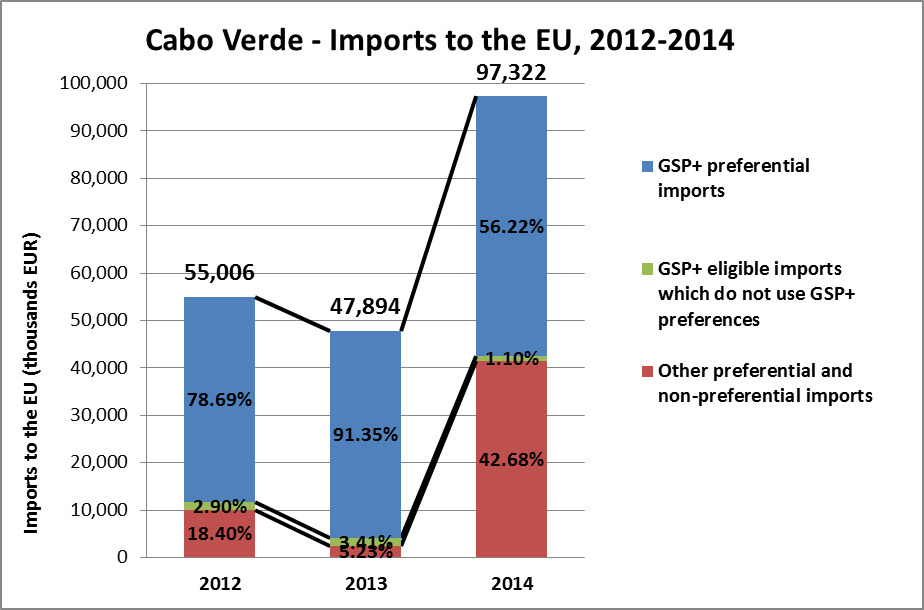 Cabo Verde - Imports to the EU, 2012-2014
Imports to the EU (thousands EUR)
100,000
90,000
80,000
70,000
60,000
50,000
40,000
30,000
20,000
10,000
0
55,006
78.69%
2.90%
18.40%
47,894
91.35%
3.41%
5.23%
97,322
56.22%
1.10%
42.68%
2012
2013
2014
GSP+ preferential
imports
GSP+ eligible imports
which do not use GSP+
preferences
Other preferential and
non-preferential imports